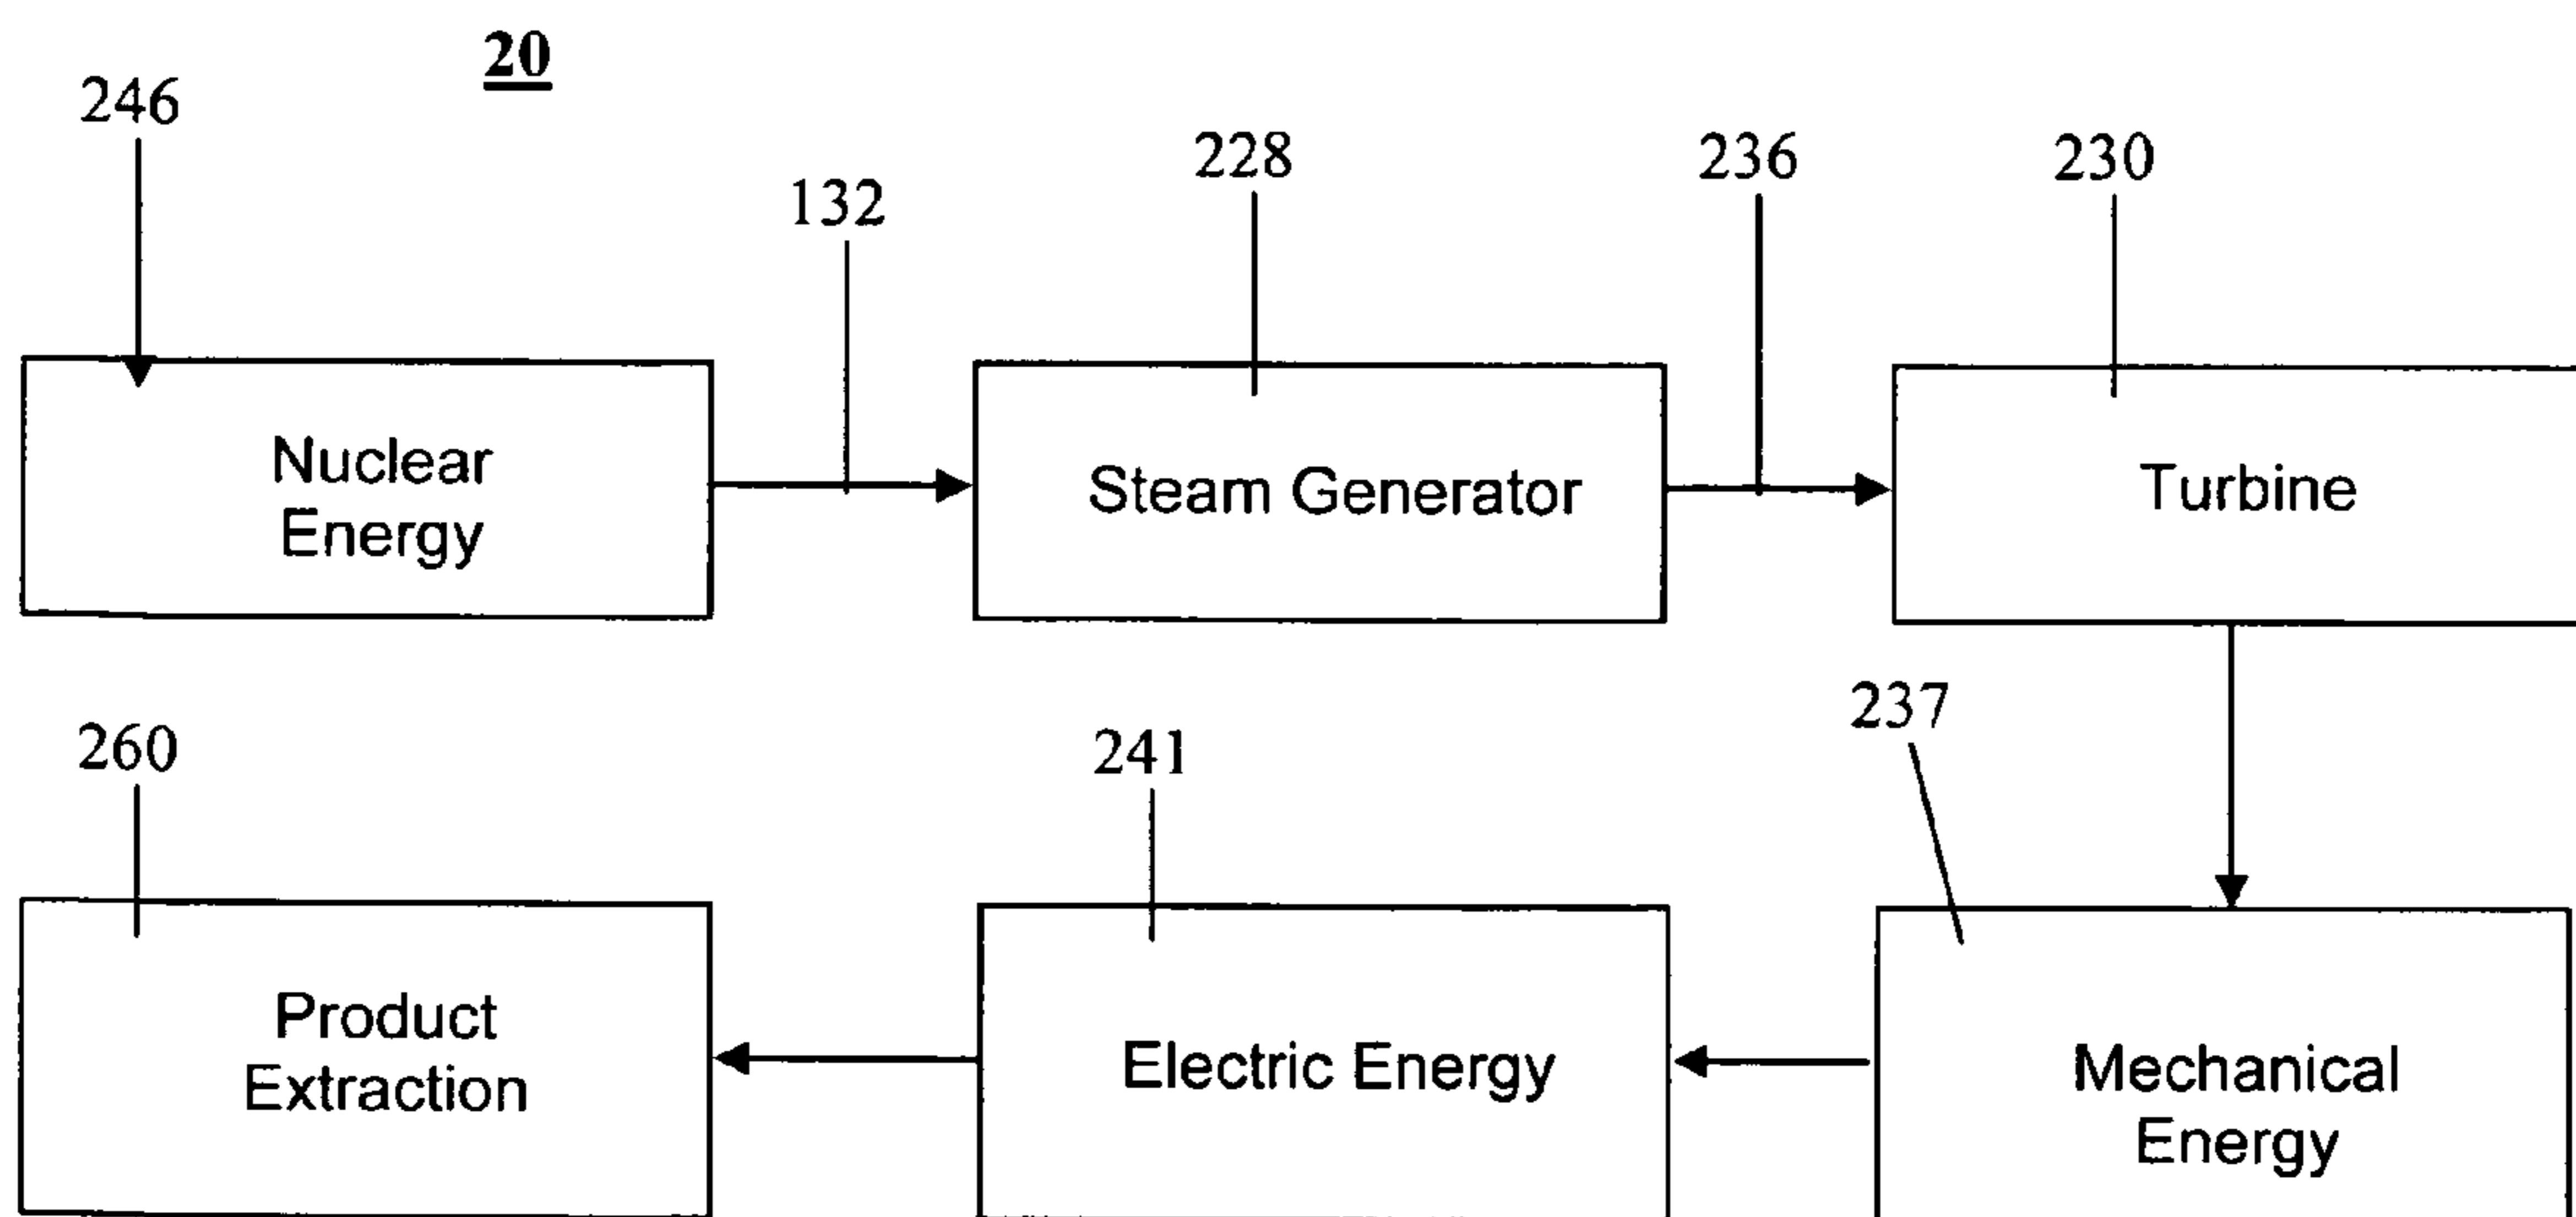 20
246
132
228
236
230
Nuclear
Energy
Steam Generator
Turbine
260
241
237
Product
Extraction
Electric Energy
Mechanical
Energy